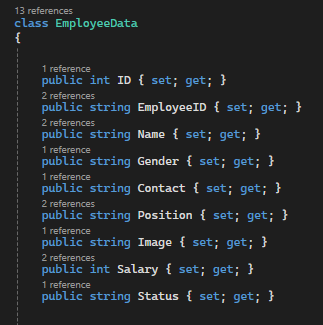 13 references
class EmployeeData
{
1 reference
public int ID { set; get; }
2 references
public string EmployeeID { set; get; }
2 references
public string Name { set; get; }
1 reference
public string Gender { set; get; }
1 reference
public string Contact { set; get; }
2 references
public string Position { set; get; }
1 reference
public string Image { set; get; }
2 references
public int Salary { set; get; }
1 reference
public string Status { set; get; }